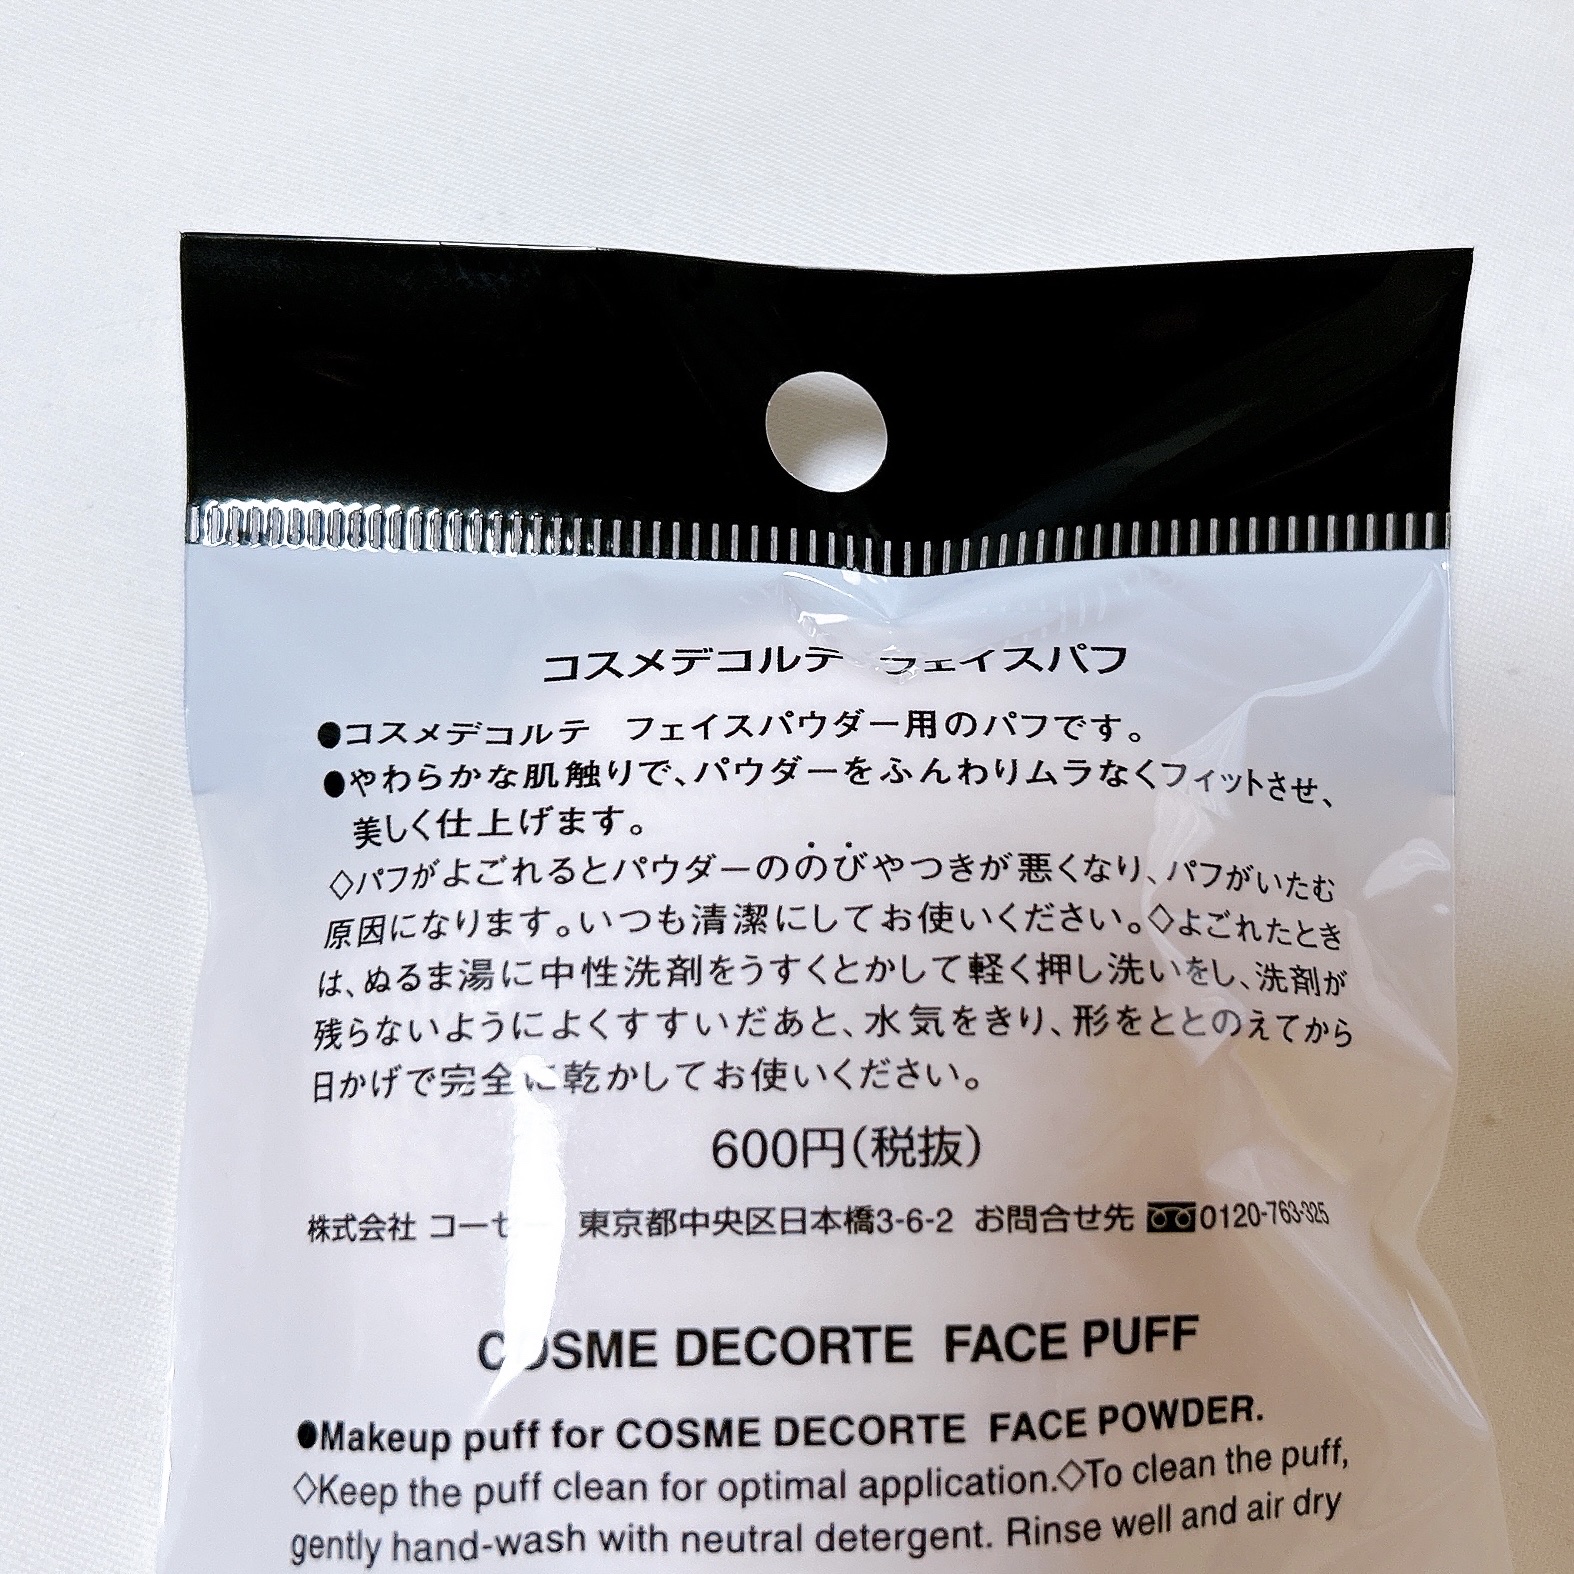 コスメデコルテ フェイスパフ
●コスメデコルテ フェイスパウダー用のパフです。
●やわらかな肌触りで、パウダーをふんわりムラなくフィットさせ、
美しく仕上げます。
◇パフがよごれるとパウダーののびやつきが悪くなり、パフがいたむ
原因になります。いつも清潔にしてお使いください。◇よごれたとき
は、ぬるま湯に中性洗剤をうすくとかして軽く押し洗いをし、洗剤が
残らないようによくすすいだあと、水気をきり、形をととのえてから
日かげで完全に乾かしてお使いください。
600円(税抜)
株式会社 コーセー 東京都中央区日本橋3-6-2 お問合せ先 0120-763-325
COSME DECORTE FACE PUFF
●Makeup puff for COSME DECORTE FACE POWDER.
◇Keep the puff clean for optimal application.◇To clean the puff,
gently hand-wash with neutral detergent. Rinse well and air dry